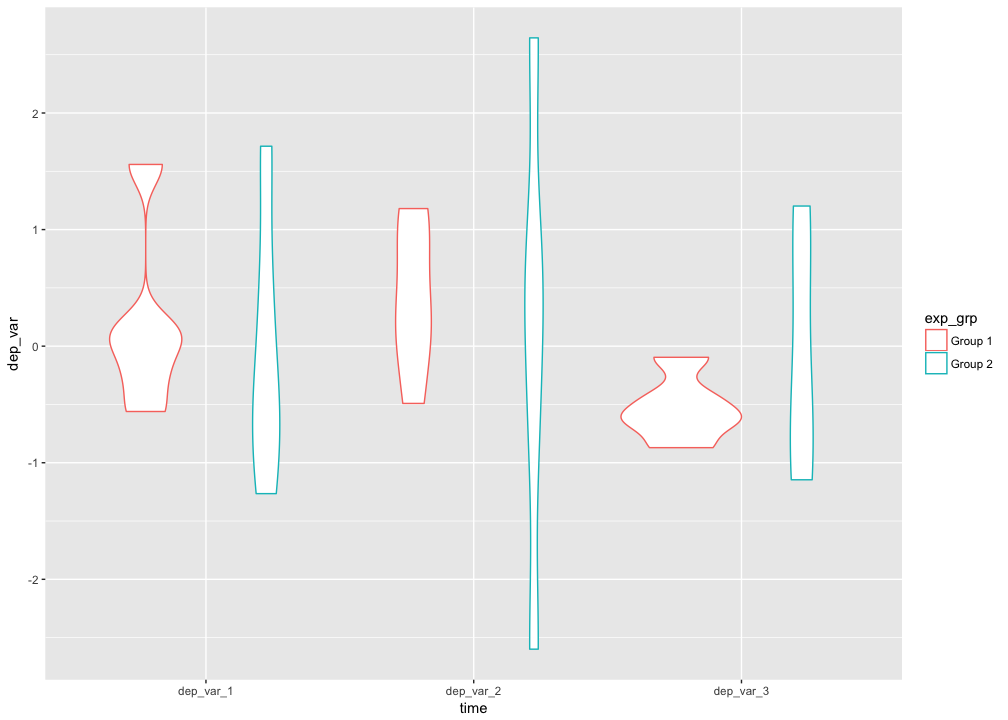 dep_var
2
1
0
-1
-2
dep_var_1
dep_var_2
dep_var_3
time
exp_grp
Group 1
Group 2